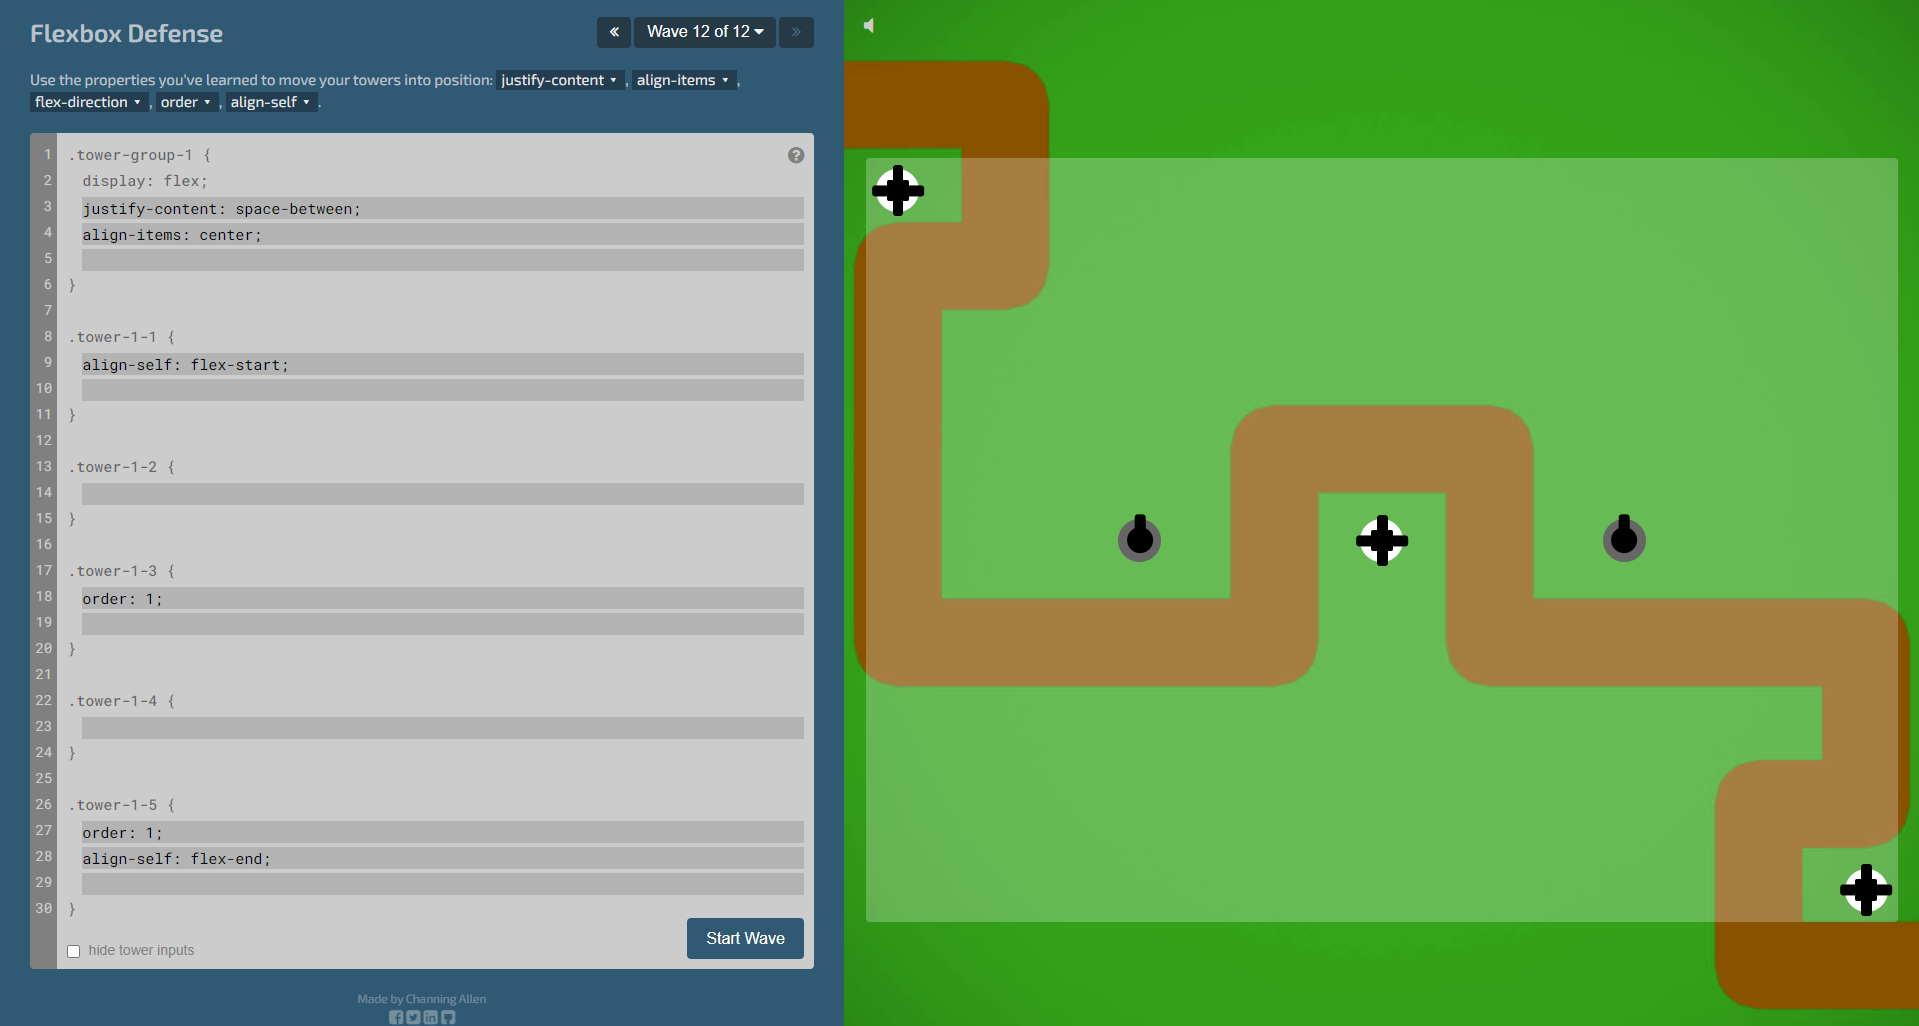 Flexbox Defense
« Wave 12 of 12 »
Use the properties you've learned to move your towers into position: justify-content , align-items ,
flex-direction , order , align-self .
1 .tower-group-1 { ?
2 display: flex;
3 justify-content: space-between;
4 align-items: center;
5
6 }
7
8 .tower-1-1 {
9 align-self: flex-start;
10
11 }
12
13 .tower-1-2 {
14
15 }
16
17 .tower-1-3 {
18 order: 1;
19
20 }
21
22 .tower-1-4 {
23
24 }
25
26 .tower-1-5 {
27 order: 1;
28 align-self: flex-end;
29
30 }
hide tower inputs
Start Wave
Made by Channing Allen